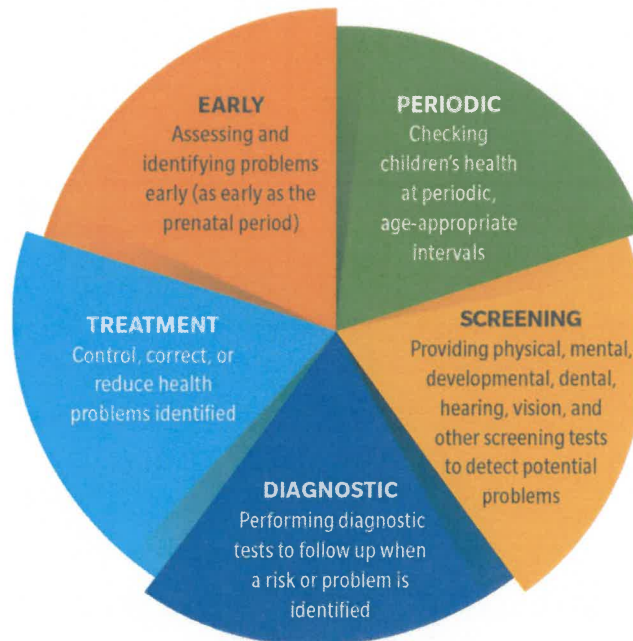 EARLY
Assessing and
identifying problems
early (as early as the
prenatal period)
PERIODIC
Checking
children's health
at periodic,
age-appropriate
intervals
SCREENING
Providing physical, mental,
developmental, dental,
hearing, vision, and
other screening tests
to detect potential
problems
DIAGNOSTIC
Performing diagnostic
tests to follow up when
a risk or problem is
identified
TREATMENT
Control, correct, or
reduce health
problems identified